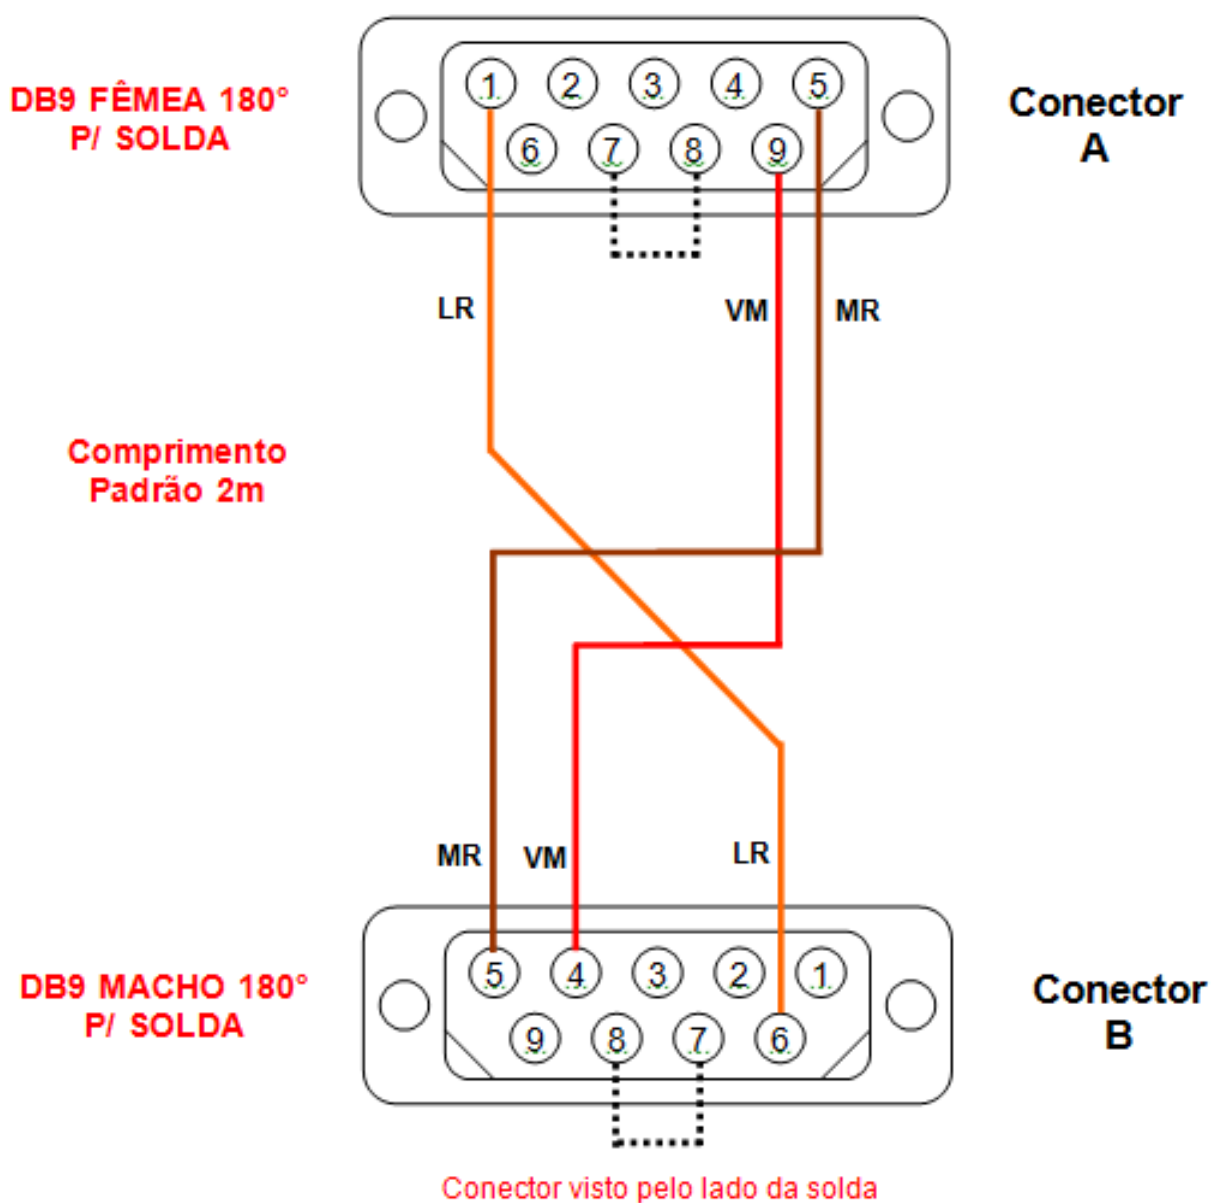 DB9 FÊMEA 180°
P/ SOLDA
1 2 3 4 5
6 7 8 9
Conector
A
LR VM MR
Comprimento
Padrão 2m
MR VM LR
DB9 MACHO 180°
P/ SOLDA
5 4 3 2 1
9 8 7 6
Conector
B
Conector visto pelo lado da solda